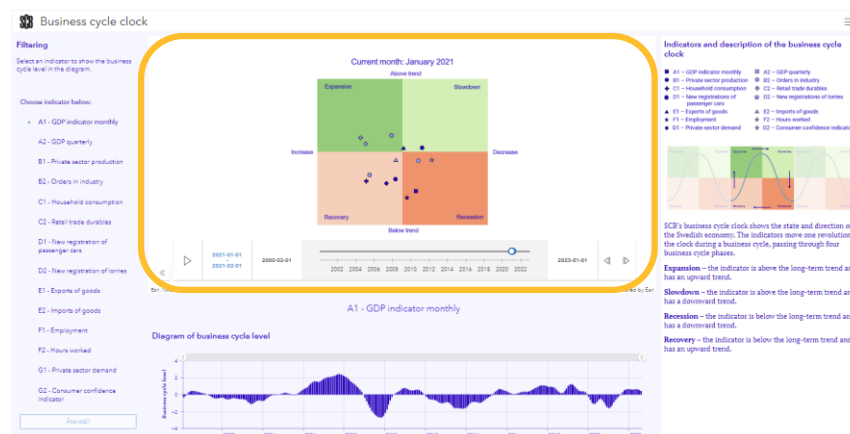 SCB Business cycle clock
Filtering
Select an indicator to show the business
cycle level in the diagram.
Choose indicator below:
A1 - GDP indicator monthly
A2 - GDP quarterly
B1 - Private sector production
B2 - Orders in industry
C1 - Household consumption
C2 - Retail trade durables
D1 - New registration of
passenger cars
D2 - New registration of lorries
E1 - Exports of goods
E2 - Imports of goods
F1 - Employment
F2 - Hours worked
G1 - Private sector demand
G2 - Consumer confidence
indicator
Återställ
Current month: January 2021
Above trend
Expansion Slowdown
Increase Decrease
Recovery Recession
Below trend
2021-01-01
-
2021-02-01
2000-02-01
2002 2004 2006 2008 2010 2012 2014 2016 2018 2020 2022
2023-01-01
A1 - GDP indicator monthly
Diagram of business cycle level
Business cycle level
4
2
0
-2
-4
Indicators and description of the business cycle
clock
A1 – GDP indicator monthly A2 – GDP quarterly
B1 – Private sector production B2 – Orders in industry
C1 – Household consumption C2 – Retail trade durables
D1 – New registrations of D2 – New registrations of lorries
passenger cars
E1 – Exports of goods E2 – Imports of goods
F1 – Employment F2 – Hours worked
G1 – Private sector demand G2 – Consumer confidence indicato
SCB's business cycle clock shows the state and direction o
the Swedish economy. The indicators move one revolution
the clock during a business cycle, passing through four
business cycle phases.
Expansion – the indicator is above the long-term trend an
has an upward trend.
Slowdown – the indicator is above the long-term trend an
has a downward trend.
Recession – the indicator is below the long-term trend and
has a downward trend.
Recovery – the indicator is below the long-term trend and
has an upward trend.